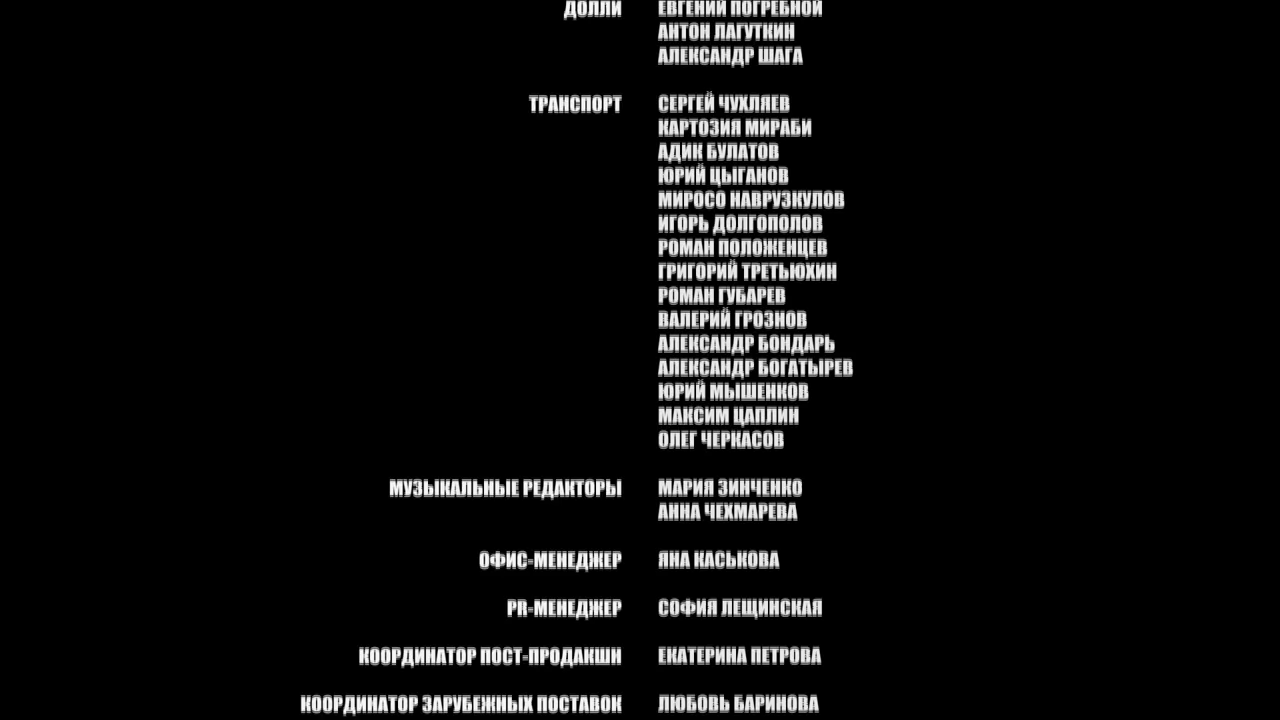 ДОЛЛИ ЕВГЕНИЙ ПОГРЕБНОЙ
АНТОН ЛАГУТКИН
АЛЕКСАНДР ШАГА
ТРАНСПОРТ СЕРГЕЙ ЧУХЛЯЕВ
КАРТОЗИЯ МИРАБИ
АДИК БУЛАТОВ
ЮРИЙ ЦЫГАНОВ
МИРОСО НАВРУЗКУЛОВ
ИГОРЬ ДОЛГОПОЛОВ
РОМАН ПОЛОЖЕНЦЕВ
ГРИГОРИЙ ТРЕТЬЮХИН
РОМАН ГУБАРЕВ
ВАЛЕРИЙ ГРОЗНОВ
АЛЕКСАНДР БОНДАРЬ
АЛЕКСАНДР БОГАТЫРЕВ
ЮРИЙ МЫШЕНКОВ
МАКСИМ ЦАПЛИН
ОЛЕГ ЧЕРКАСОВ
МУЗЫКАЛЬНЫЕ РЕДАКТОРЫ МАРИЯ ЗИНЧЕНКО
АННА ЧЕХМАРЕВА
ОФИС-МЕНЕДЖЕР ЯНА КАСЬКОВА
PR-МЕНЕДЖЕР СОФИЯ ЛЕЩИНСКАЯ
КООРДИНАТОР ПОСТ-ПРОДАКШН ЕКАТЕРИНА ПЕТРОВА
КООРДИНАТОР ЗАРУБЕЖНЫХ ПОСТАВОК ЛЮБОВЬ БАРИНОВА